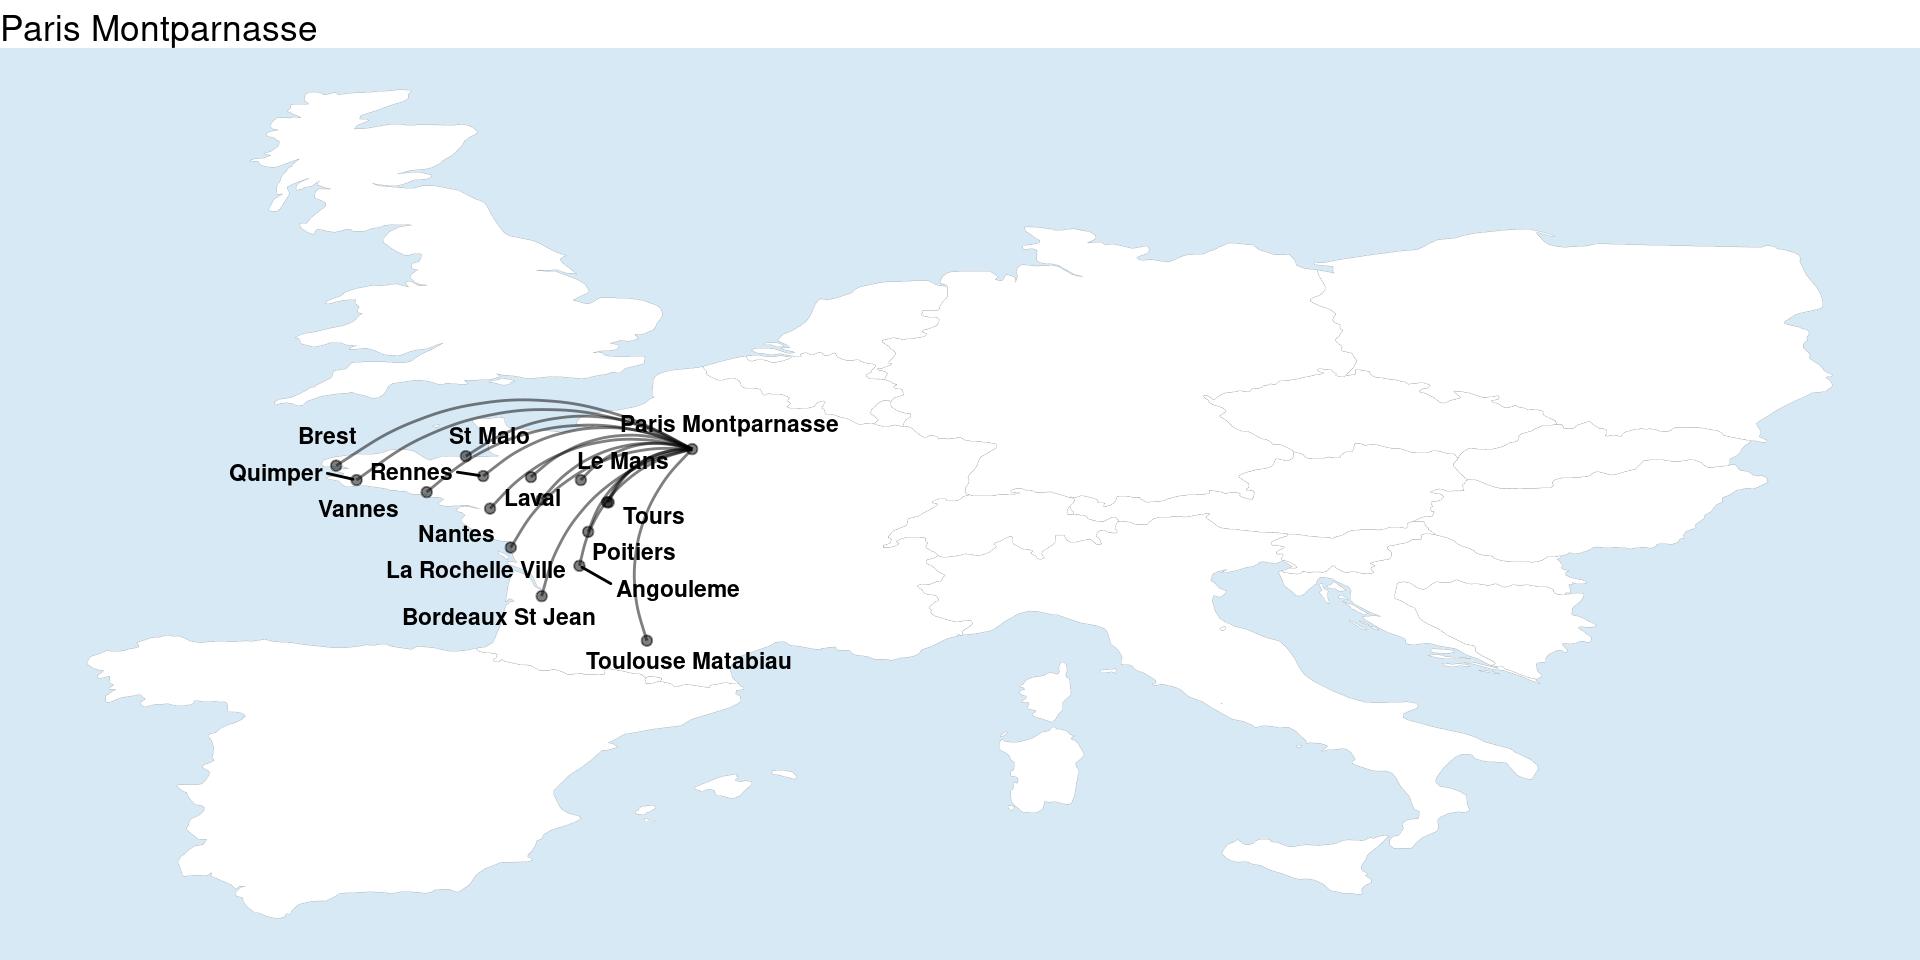 Paris Montparnasse
Paris Montparnasse
Brest
St Malo
Le Mans
Quimper
Rennes
Laval
Vannes
Tours
Nantes
Poitiers
La Rochelle Ville
Angouleme
Bordeaux St Jean
Toulouse Matabiau